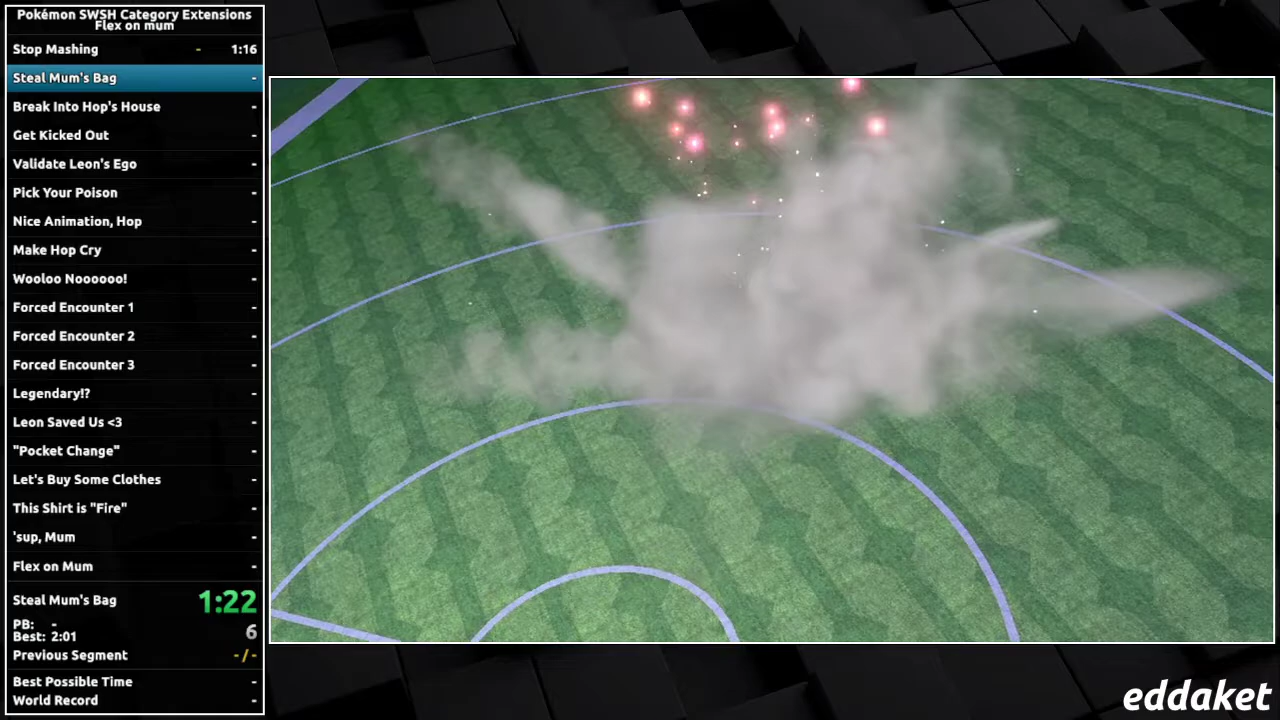 Pokémon SWSH Category Extensions
Flex on mum
Stop Mashing - 1:16
Steal Mum's Bag -
Break Into Hop's House -
Get Kicked Out -
Validate Leon's Ego -
Pick Your Poison -
Nice Animation, Hop -
Make Hop Cry -
Wooloo Noooooo! -
Forced Encounter 1 -
Forced Encounter 2 -
Forced Encounter 3 -
Legendary!? -
Leon Saved Us <3 -
"Pocket Change" -
Let's Buy Some Clothes -
This Shirt is "Fire" -
'sup, Mum -
Flex on Mum -
Steal Mum's Bag 1:22
PB: -
Best: 2:01 6
Previous Segment -/-
Best Possible Time -
World Record -
eddaket